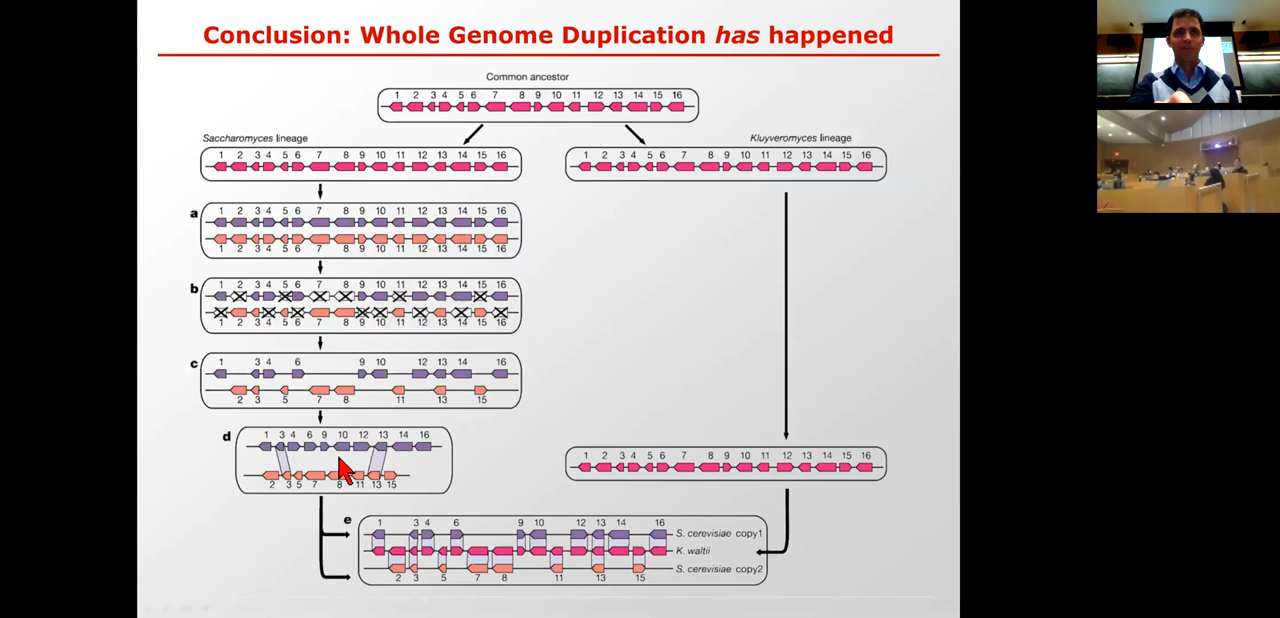 Conclusion: Whole Genome Duplication has happened
Common ancestor
1 2 3 4 5 6 7 8 9 10 11 12 13 14 15 16
Saccharomyces lineage
Kluyveromyces lineage
1 2 3 4 5 6 7 8 9 10 11 12 13 14 15 16
1 2 3 4 5 6 7 8 9 10 11 12 13 14 15 16
a
1 2 3 4 5 6 7 8 9 10 11 12 13 14 15 16
1 2 3 4 5 6 7 8 9 10 11 12 13 14 15 16
b
1 2 3 4 5 6 7 8 9 10 11 12 13 14 15 16
1 2 3 4 5 6 7 8 9 10 11 12 13 14 15 16
c
1 3 4 6 9 10 12 13 14 16
2 3 5 7 8 11 13 15
d
1 3 4 6 9 10 12 13 14 16
2 3 5 7 8 11 13 15
1 2 3 4 5 6 7 8 9 10 11 12 13 14 15 16
e
1 3 4 6 9 10 12 13 14 16
S. cerevisiae copy1
K. waltii
S. cerevisiae copy2
2 3 5 7 8 11 13 15